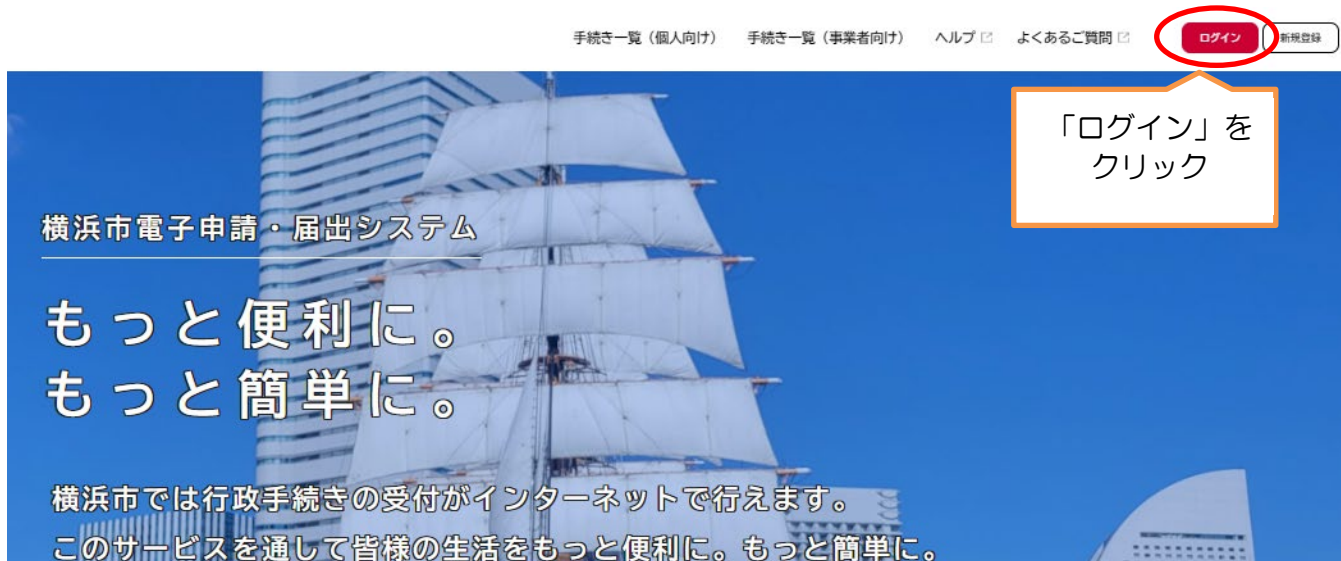 手続き一覧（個人向け） 手続き一覧（事業者向け） ヘルプ よくあるご質問 ログイン 新規登録
「ログイン」を
クリック
横浜市電子申請・届出システム
もっと便利に。
もっと簡単に。
横浜市では行政手続きの受付がインターネットで行えます。
このサービスを通して皆様の生活をもっと便利に。もっと簡単に。